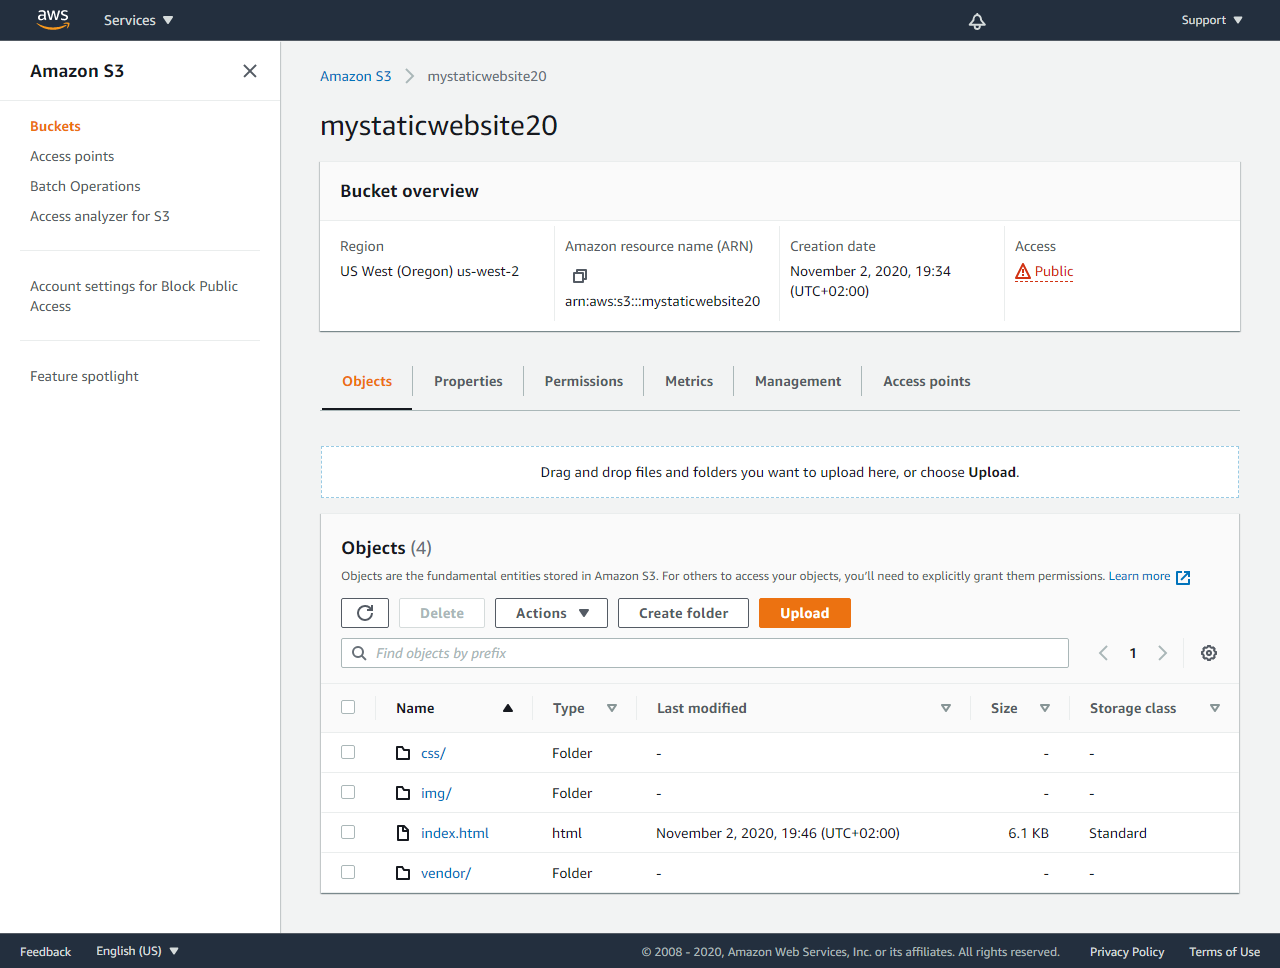 aws Services Support
Amazon S3
Buckets
Access points
Batch Operations
Access analyzer for S3
Account settings for Block Public
Access
Feature spotlight
Amazon S3 mystaticwebsite20
mystaticwebsite20
Bucket overview
Region
US West (Oregon) us-west-2
Amazon resource name (ARN)
arn:aws:s3:::mystaticwebsite20
Creation date
November 2, 2020, 19:34
(UTC+02:00)
Access
Public
Objects Properties Permissions Metrics Management Access points
Drag and drop files and folders you want to upload here, or choose Upload.
Objects (4)
Objects are the fundamental entities stored in Amazon S3. For others to access your objects, you'll need to explicitly grant them permissions. Learn more
Delete Actions Create folder Upload
Find objects by prefix 1
Name Type Last modified Size Storage class
css/ Folder - - -
img/ Folder - - -
index.html html November 2, 2020, 19:46 (UTC+02:00) 6.1 KB Standard
vendor/ Folder - - -
Feedback English (US) © 2008 - 2020, Amazon Web Services, Inc. or its affiliates. All rights reserved. Privacy Policy Terms of Use